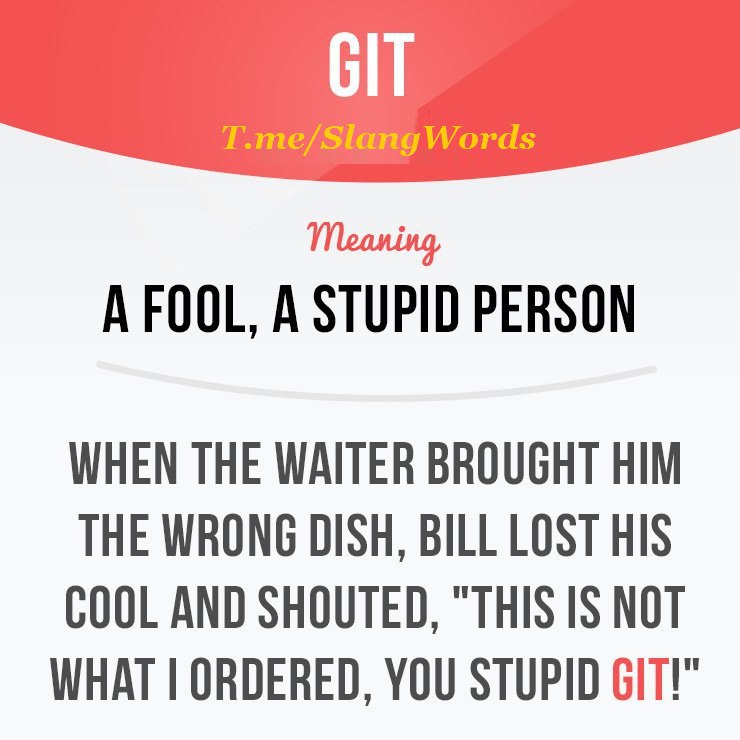 GIT
T.me/SlangWords
Meaning
A FOOL, A STUPID PERSON
WHEN THE WAITER BROUGHT HIM
THE WRONG DISH, BILL LOST HIS
COOL AND SHOUTED, "THIS IS NOT
WHAT I ORDERED, YOU STUPID GIT!"